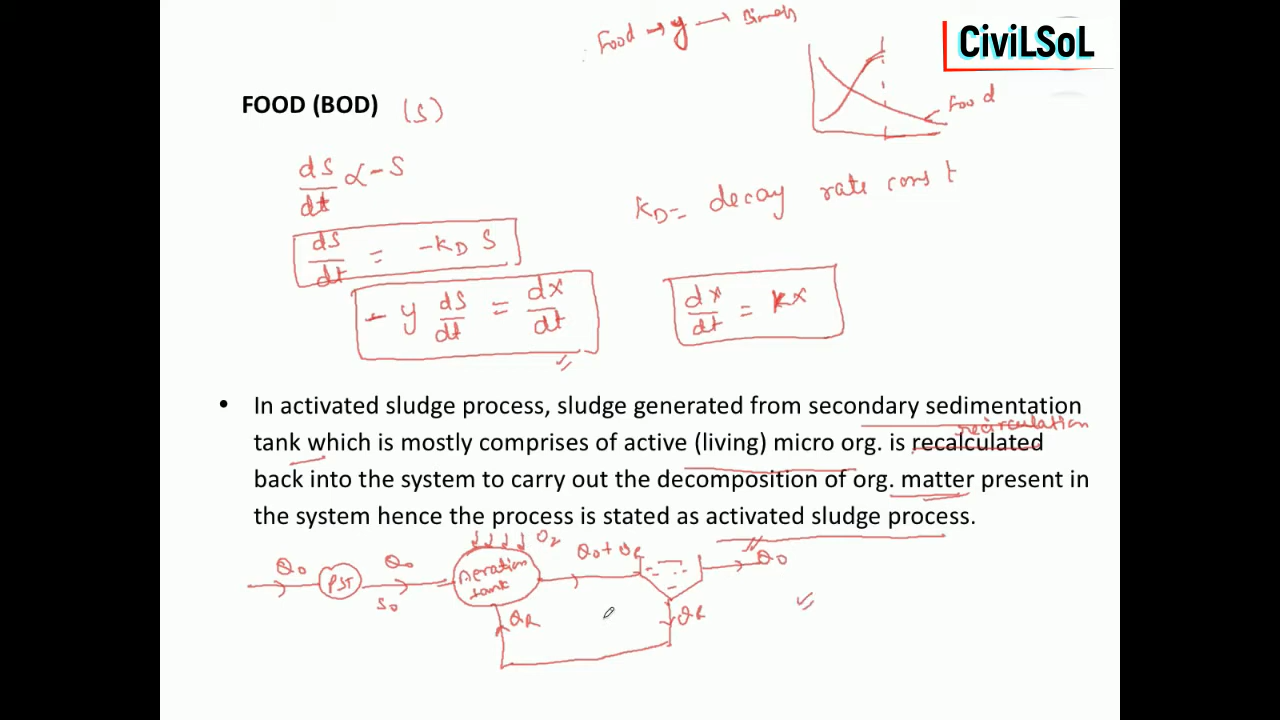 Food → y → Biomass
CiviLSoL
FOOD (BOD) (S)
Food
dS/dt ∝ -S
K_D = decay rate const
dS/dt = -K_D S
- y dS/dt = dx/dt
dx/dt = Kx
• In activated sludge process, sludge generated from secondary sedimentation
recirculation
tank which is mostly comprises of active (living) micro org. is recalculated
back into the system to carry out the decomposition of org. matter present in
the system hence the process is stated as activated sludge process.
O2
Q0 PST Q0 Aeration tank Q0+QR Q0
S0
QR QR